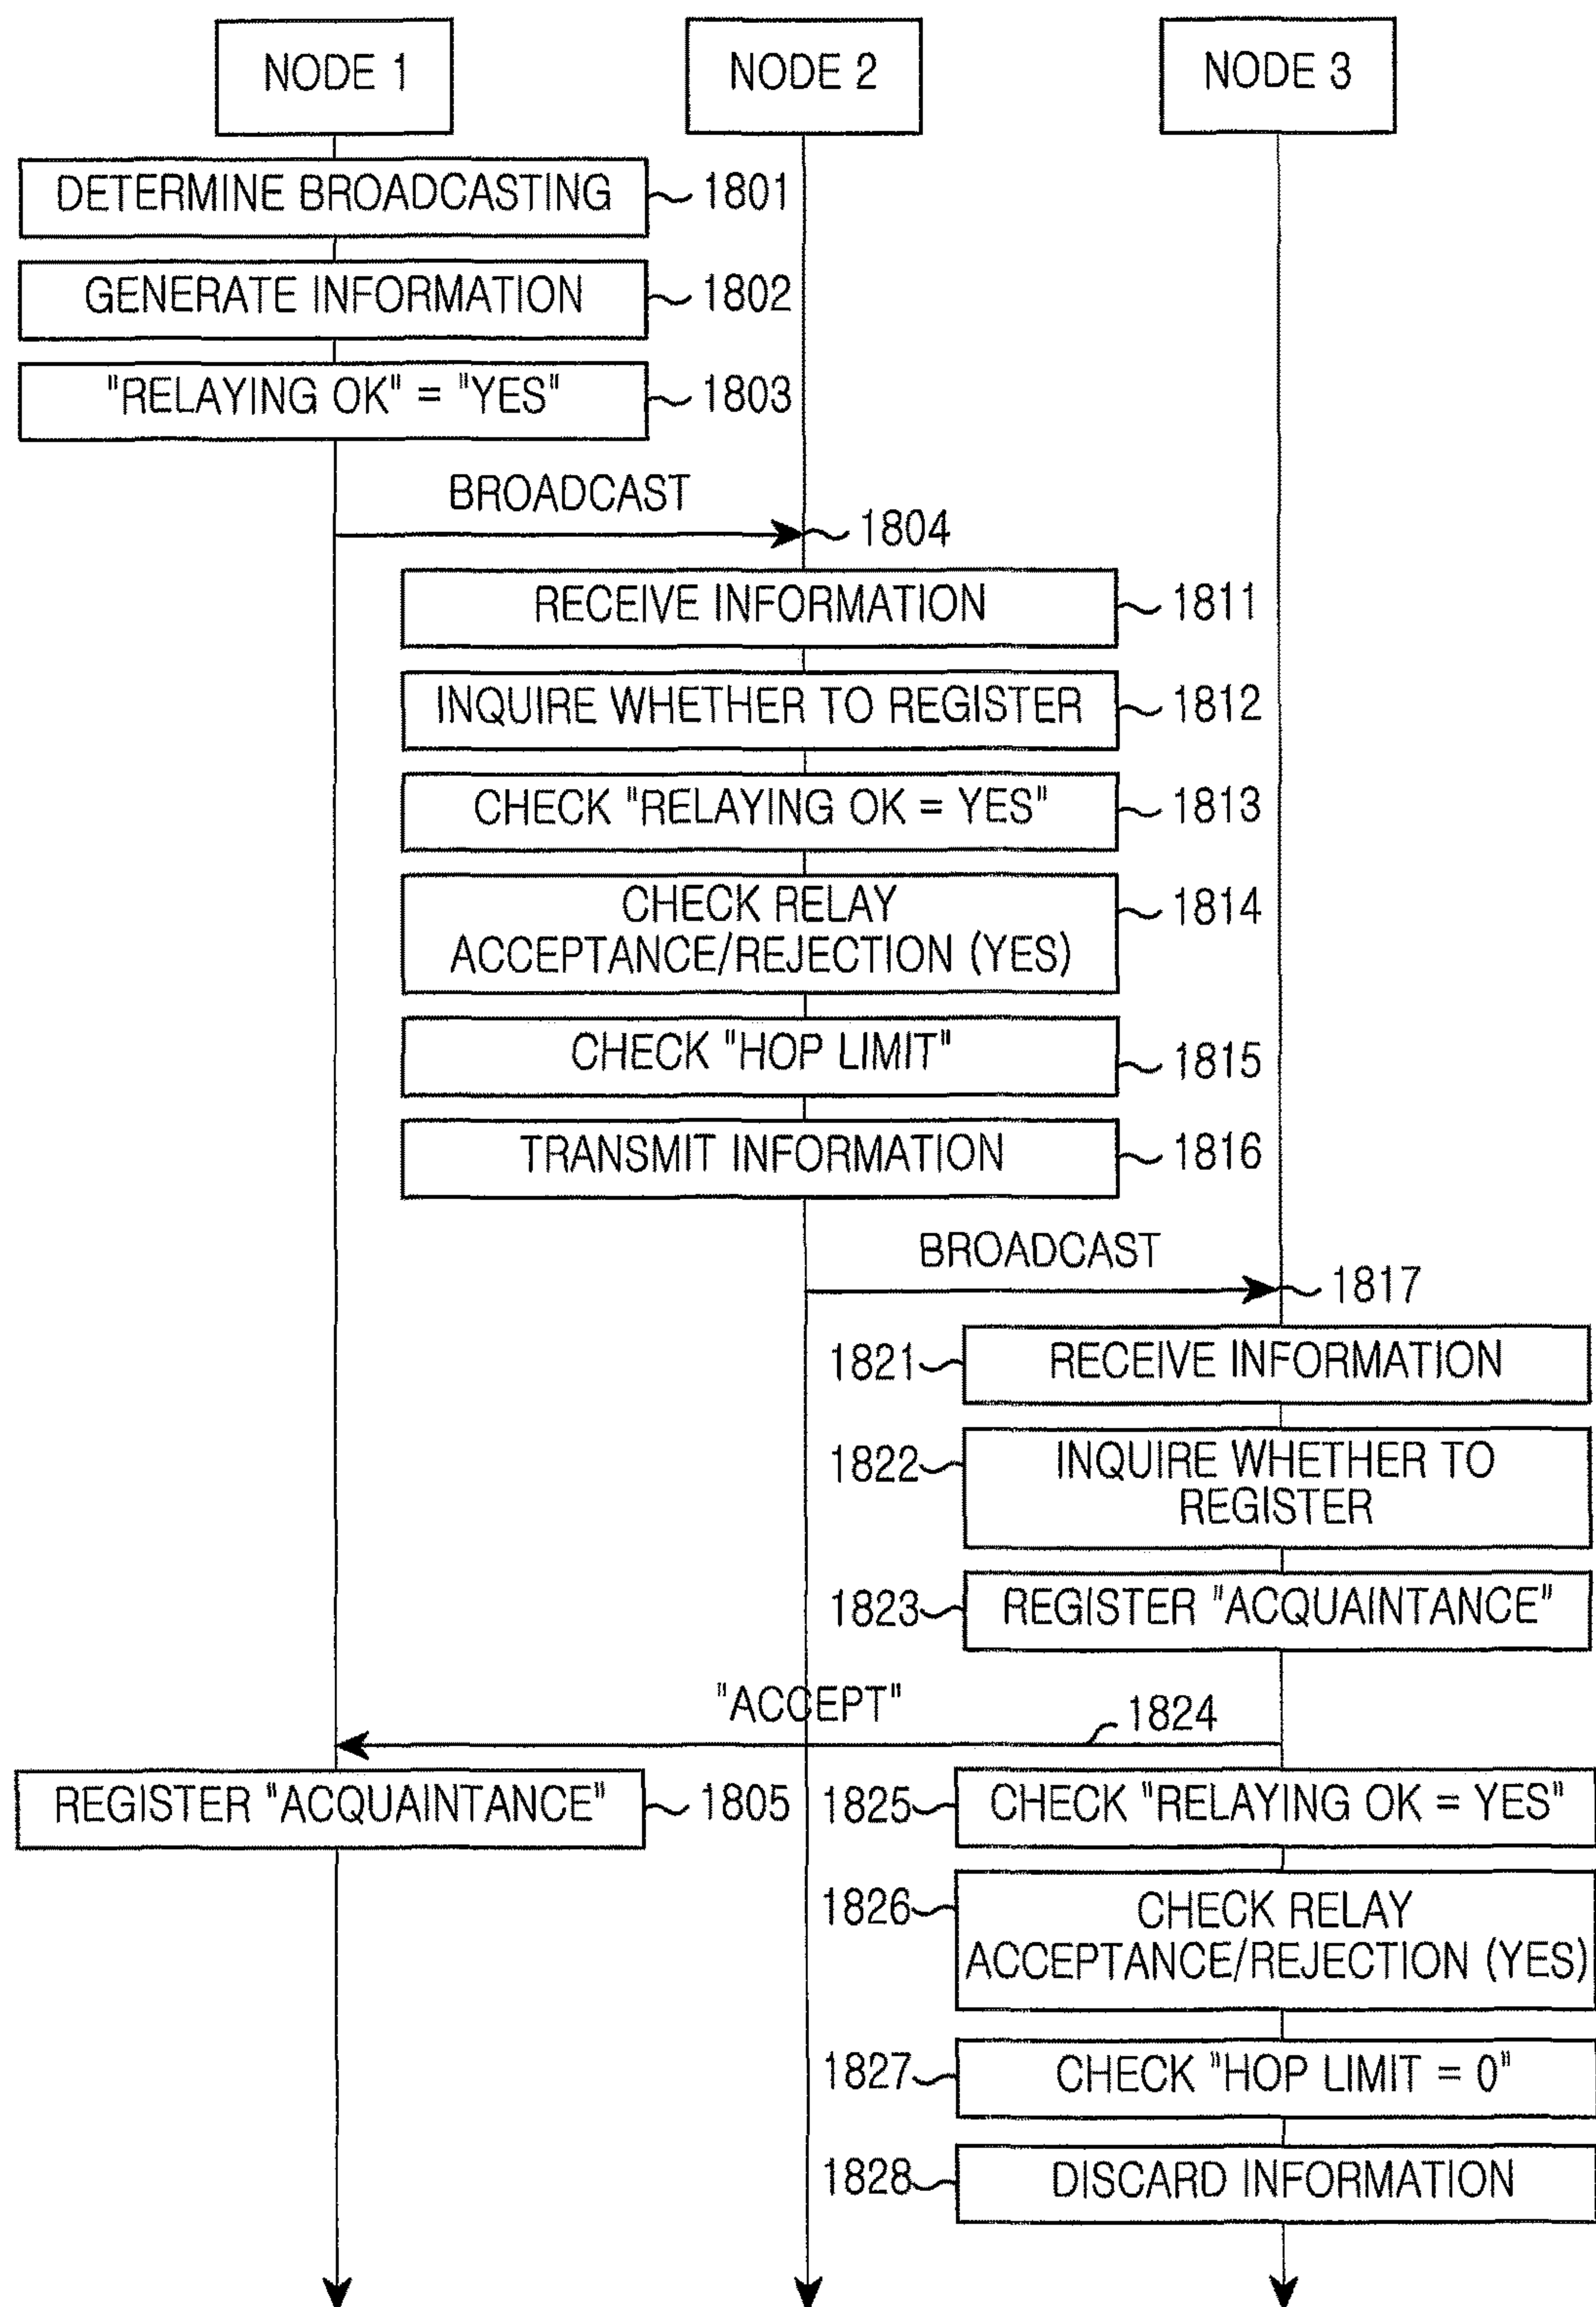 NODE 1
NODE 2
NODE 3
DETERMINE BROADCASTING
1801
GENERATE INFORMATION
1802
"RELAYING OK" = "YES"
1803
BROADCAST
1804
RECEIVE INFORMATION
1811
INQUIRE WHETHER TO REGISTER
1812
CHECK "RELAYING OK = YES"
1813
CHECK RELAY
ACCEPTANCE/REJECTION (YES)
1814
CHECK "HOP LIMIT"
1815
TRANSMIT INFORMATION
1816
BROADCAST
1817
1821
RECEIVE INFORMATION
1822
INQUIRE WHETHER TO
REGISTER
1823
REGISTER "ACQUAINTANCE"
"ACCEPT"
1824
REGISTER "ACQUAINTANCE"
1805
1825
CHECK "RELAYING OK = YES"
1826
CHECK RELAY
ACCEPTANCE/REJECTION (YES)
1827
CHECK "HOP LIMIT = 0"
1828
DISCARD INFORMATION